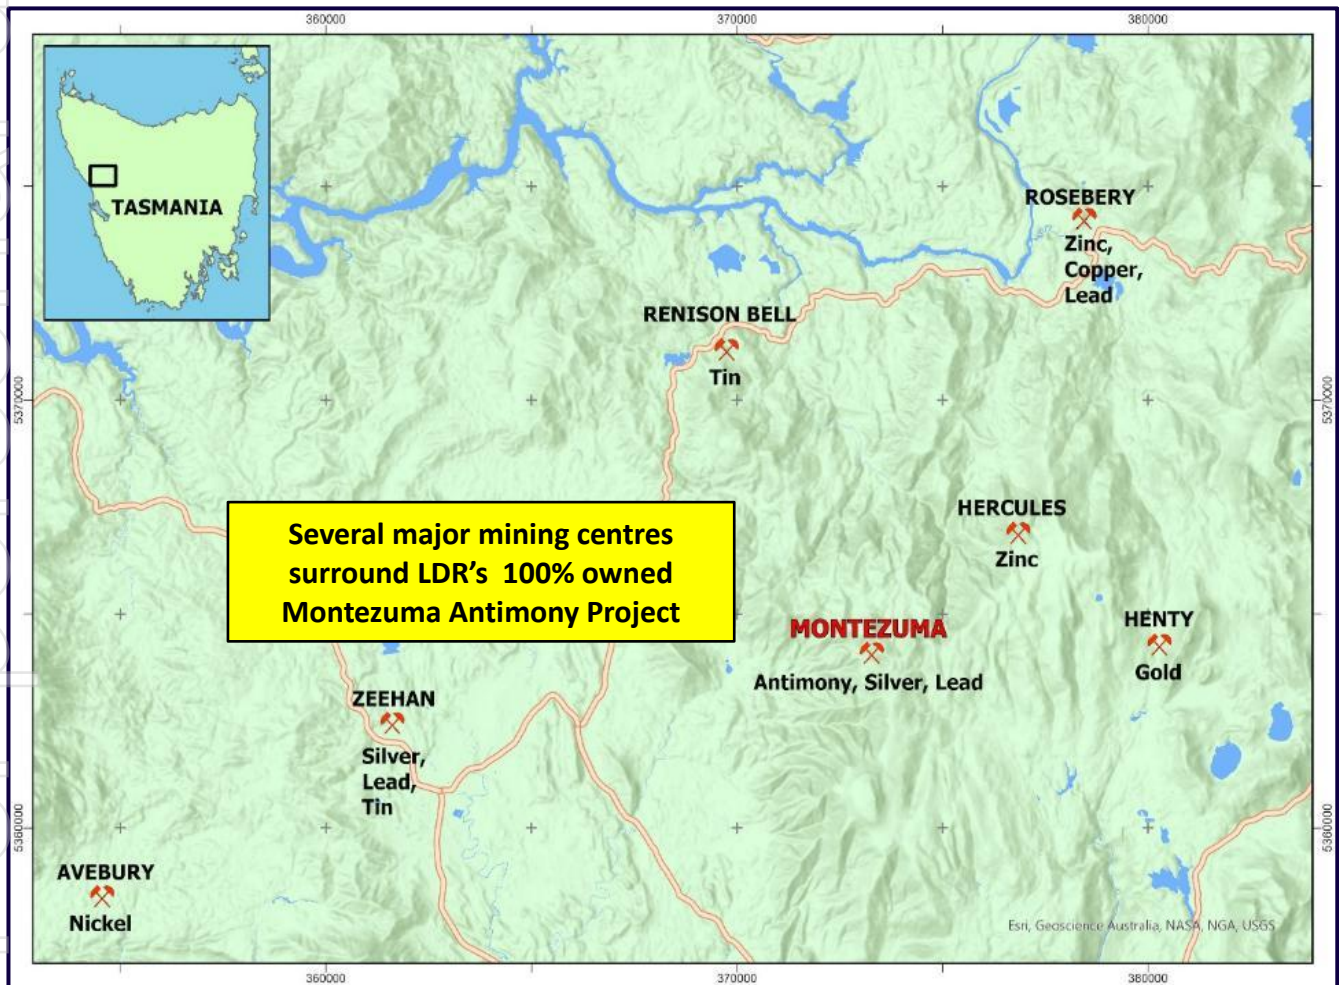 360000
370000
380000
TASMANIA
ROSEBERY
Zinc,
Copper,
Lead
RENISON BELL
Tin
5370000
5370000
HERCULES
Zinc
Several major mining centres
surround LDR's 100% owned
Montezuma Antimony Project
MONTEZUMA
Antimony, Silver, Lead
HENTY
Gold
ZEEHAN
Silver,
Lead,
Tin
5360000
5360000
AVEBURY
Nickel
Esri, Geoscience Australia, NASA, NGA, USGS
360000
370000
380000